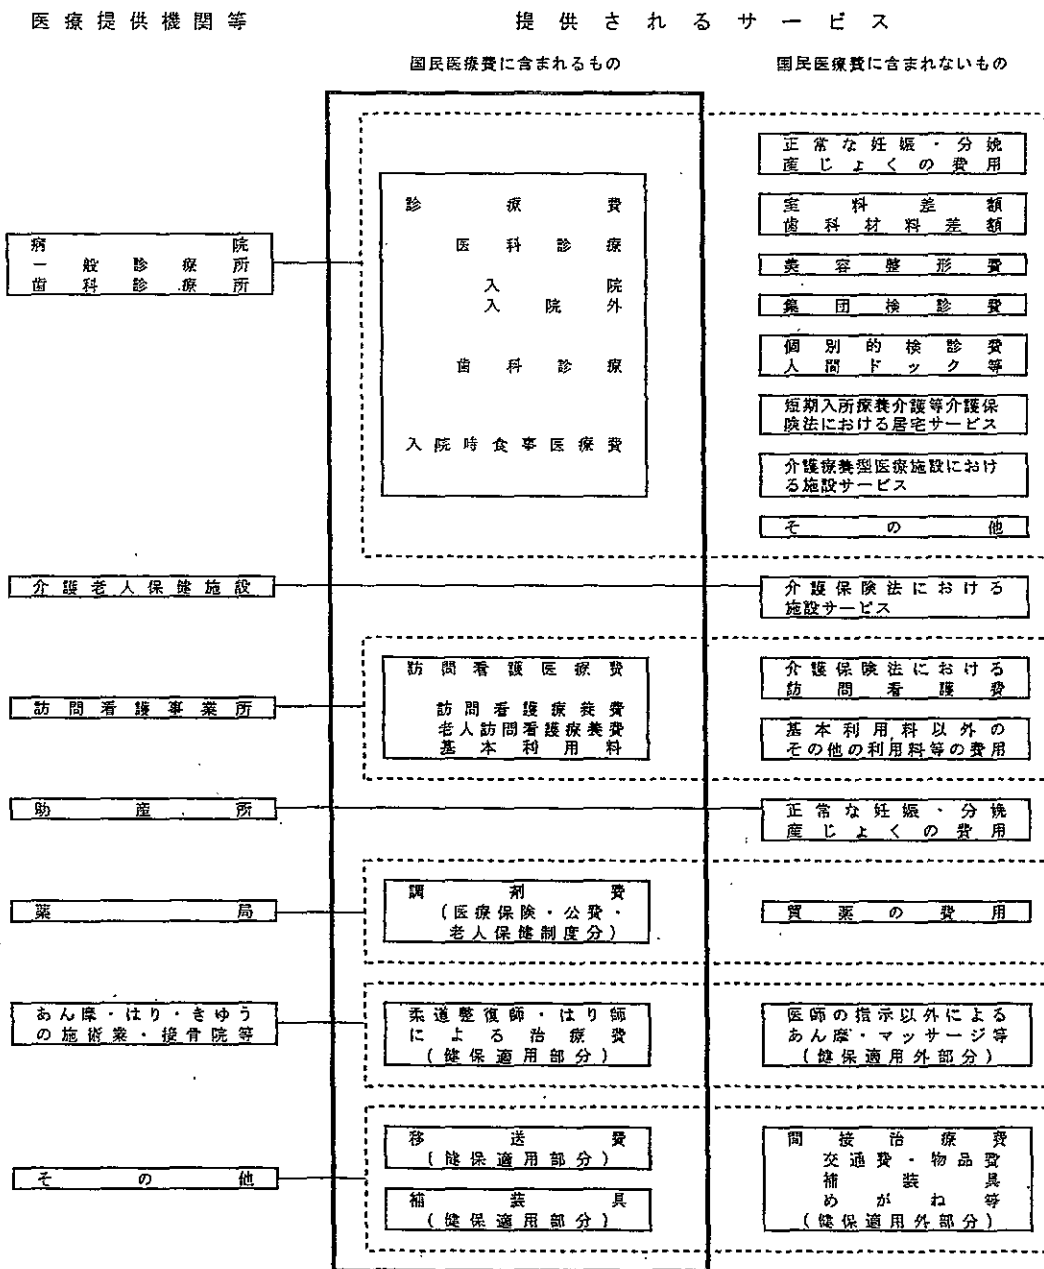 医療提供機関等
提供されるサービス
国民医療費に含まれるもの
国民医療費に含まれないもの
病院
一般診療所
歯科診療所
診療費
医科診療
入院
入院外
歯科診療
入院時食事医療費
正常な妊娠・分娩
産じょくの費用
室料差額
歯科材料差額
美容整形費
集団検診費
個別的検診費
人間ドック等
短期入所療養介護等介護保
険法における居宅サービス
介護療養型医療施設におけ
る施設サービス
その他
介護老人保健施設
介護保険法における
施設サービス
訪問看護事業所
訪問看護医療費
訪問看護療養費
老人訪問看護療養費
基本利用料
介護保険法における
訪問看護費
基本利用料以外の
その他の利用料等の費用
助産所
正常な妊娠・分娩
産じょくの費用
薬局
調剤費
(医療保険・公費・
老人保健制度分)
買薬の費用
あん摩・はり・きゅう
の施術業・接骨院等
柔道整復師・はり師
による治療費
(健保適用部分)
医師の指示以外による
あん摩・マッサージ等
(健保適用外部分)
その他
移送費
(健保適用部分)
補装具
(健保適用部分)
間接治療費
交通費・物品費
補装具
めがね等
(健保適用外部分)